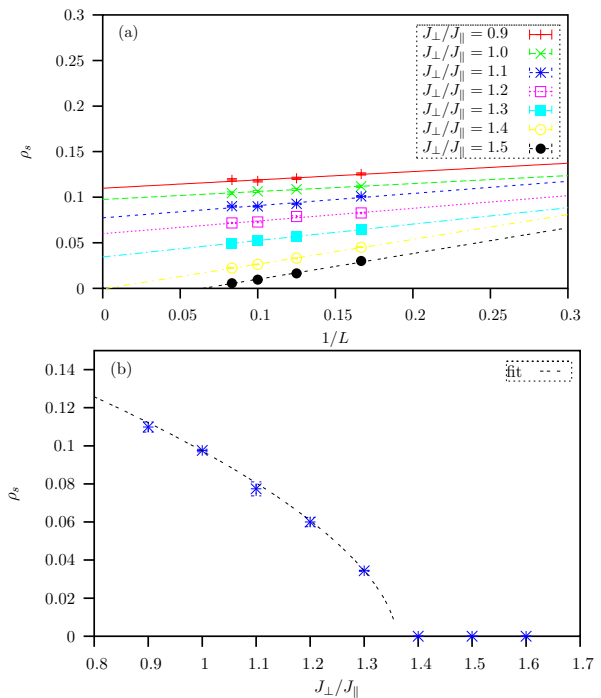 (a)
J⊥/J∥ = 0.9
J⊥/J∥ = 1.0
J⊥/J∥ = 1.1
J⊥/J∥ = 1.2
J⊥/J∥ = 1.3
J⊥/J∥ = 1.4
J⊥/J∥ = 1.5
0.3
0.25
0.2
0.15
0.1
0.05
0
ρs
0 0.05 0.1 0.15 0.2 0.25 0.3
1/L
(b)
fit
0.14
0.12
0.1
0.08
0.06
0.04
0.02
0
ρs
0.8 0.9 1 1.1 1.2 1.3 1.4 1.5 1.6 1.7
J⊥/J∥